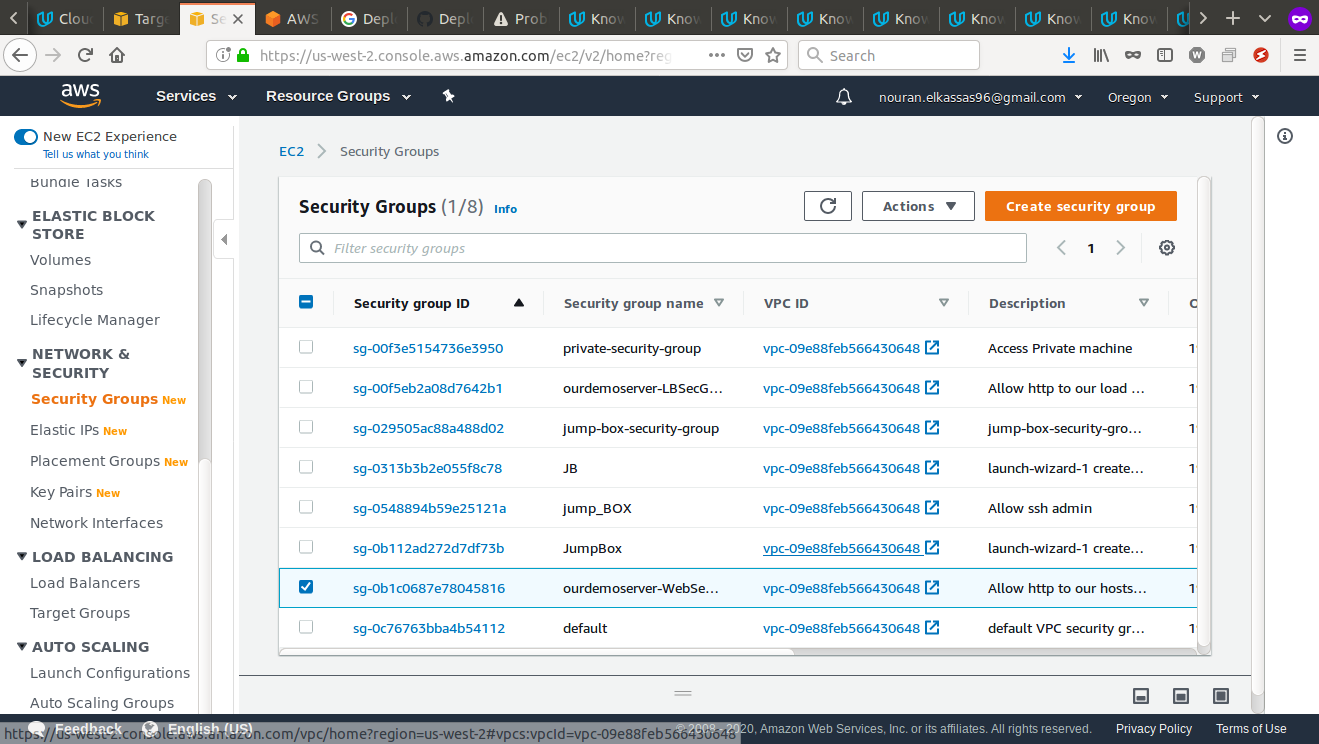 Cloud
Targ
Se
AWS
Depl
Depl
Prob
Know
Know
Know
Know
Know
Know
Know
Know
https://us-west-2.console.aws.amazon.com/ec2/v2/home?reg
Search
aws
Services
Resource Groups
nouran.elkassas96@gmail.com
Oregon
Support
New EC2 Experience
Tell us what you think
Bundle Tasks
ELASTIC BLOCK
STORE
Volumes
Snapshots
Lifecycle Manager
NETWORK &
SECURITY
Security Groups New
Elastic IPs New
Placement Groups New
Key Pairs New
Network Interfaces
LOAD BALANCING
Load Balancers
Target Groups
AUTO SCALING
Launch Configurations
Auto Scaling Groups
EC2 > Security Groups
Security Groups (1/8) Info
Actions
Create security group
Filter security groups
1
Security group ID Security group name VPC ID Description
sg-00f3e5154736e3950 private-security-group vpc-09e88feb566430648 Access Private machine
sg-00f5eb2a08d7642b1 ourdemoserver-LBSecG... vpc-09e88feb566430648 Allow http to our load ...
sg-029505ac88a488d02 jump-box-security-group vpc-09e88feb566430648 jump-box-security-gro...
sg-0313b3b2e055f8c78 JB vpc-09e88feb566430648 launch-wizard-1 create...
sg-0548894b59e25121a jump_BOX vpc-09e88feb566430648 Allow ssh admin
sg-0b112ad272d7df73b JumpBox vpc-09e88feb566430648 launch-wizard-1 create...
sg-0b1c0687e78045816 ourdemoserver-WebSe... vpc-09e88feb566430648 Allow http to our hosts...
sg-0c76763bba4b54112 default vpc-09e88feb566430648 default VPC security gr...
Feedback
English (US)
© 2008 - 2020, Amazon Web Services, Inc. or its affiliates. All rights reserved.
Privacy Policy
Terms of Use
https://us-west-2.console.aws.amazon.com/vpc/home?region=us-west-2#vpcs:vpcId=vpc-09e88feb566430648